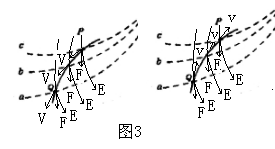 P P
v
c v c v
v F v F
b b
F E F E
a Q a Q
F E F E
V F E F E
图3